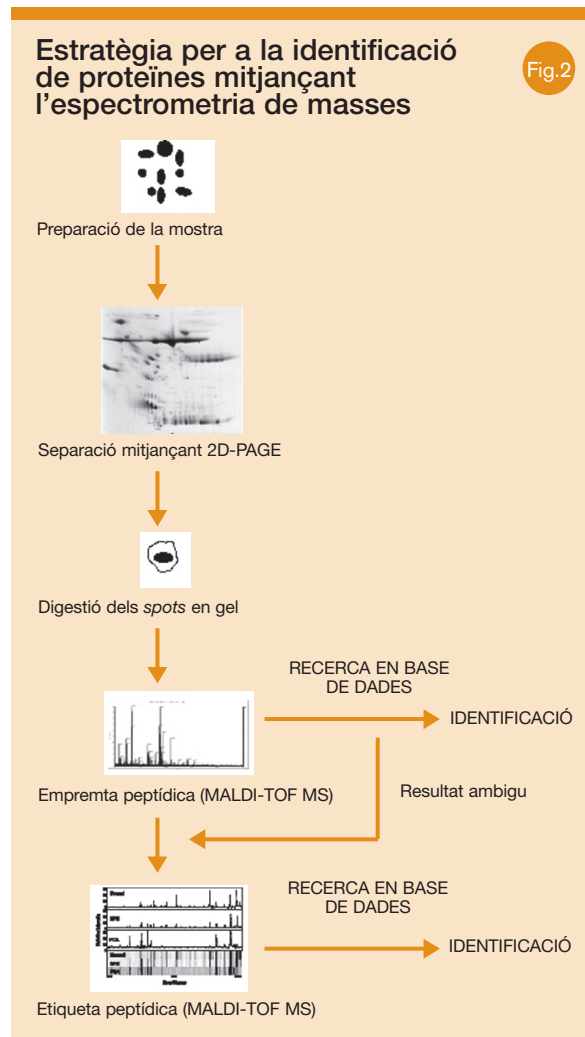 Estratègia per a la identificació
de proteïnes mitjançant
l'espectrometria de masses
Fig.2
Preparació de la mostra
Separació mitjançant 2D-PAGE
Digestió dels spots en gel
RECERCA EN BASE
DE DADES
IDENTIFICACIÓ
Empremta peptídica (MALDI-TOF MS)
Resultat ambigu
RECERCA EN BASE
DE DADES
IDENTIFICACIÓ
Etiqueta peptídica (MALDI-TOF MS)